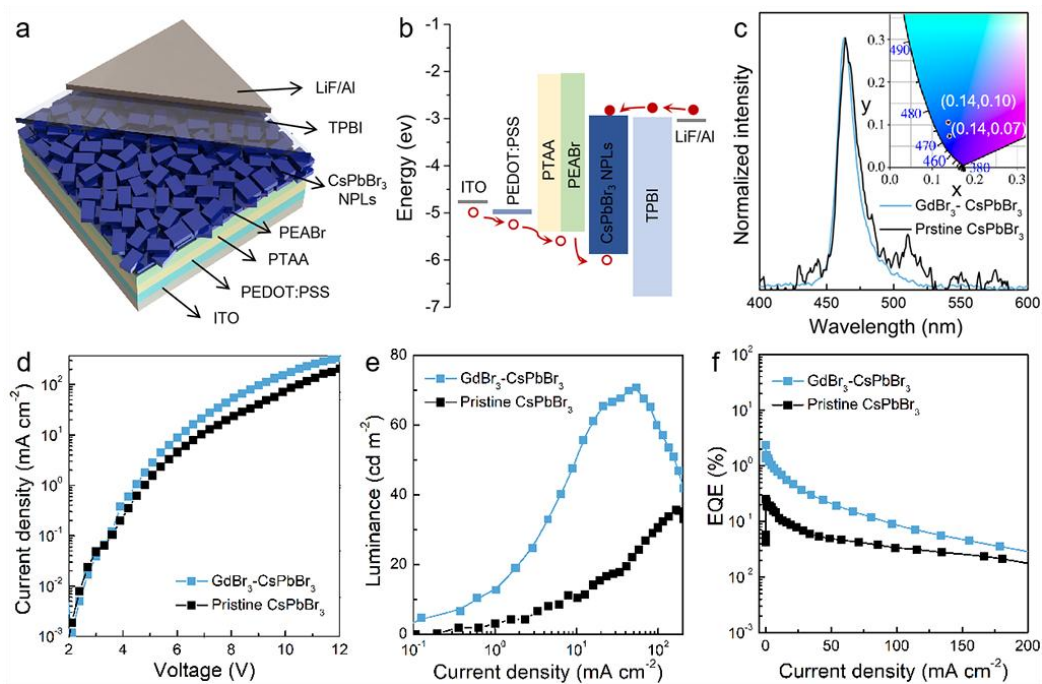 a
LiF/Al
TPBI
CsPbBr3
NPLs
PEABr
PTAA
PEDOT:PSS
ITO
b
Energy (ev)
-1
-2
-3
-4
-5
-6
-7
ITO
PEDOT:PSS
PTAA
PEABr
CsPbBr3 NPLs
TPBI
LiF/Al
c
Normalized intensity
Wavelength (nm)
400 450 500 550 600
0.3
0.2
0.1
0.0
y
0.0 0.1 0.2 0.3
x
490
480
470
460
380
(0.14,0.10)
(0.14,0.07)
GdBr3- CsPbBr3
Prstine CsPbBr3
d
Current density (mA cm-2)
10²
10¹
10⁰
10-1
10-2
10-3
2 4 6 8 10 12
Voltage (V)
GdBr3-CsPbBr3
Pristine CsPbBr3
e
Luminance (cd m-2)
80
60
40
20
0
10-1 10⁰ 10¹ 10²
Current density (mA cm-2)
GdBr3-CsPbBr3
Pristine CsPbBr3
f
EQE (%)
10²
10¹
10⁰
10-1
10-2
10-3
0 50 100 150 200
Current density (mA cm-2)
GdBr3-CsPbBr3
Pristine CsPbBr3